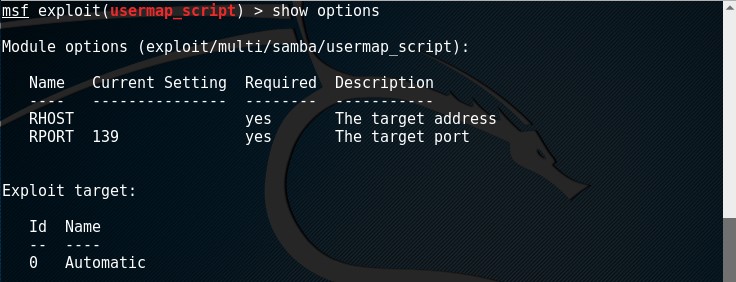 msf exploit(usermap_script) > show options
Module options (exploit/multi/samba/usermap_script):
Name Current Setting Required Description
---- --------------- -------- -----------
RHOST yes The target address
RPORT 139 yes The target port
Exploit target:
Id Name
-- ----
0 Automatic